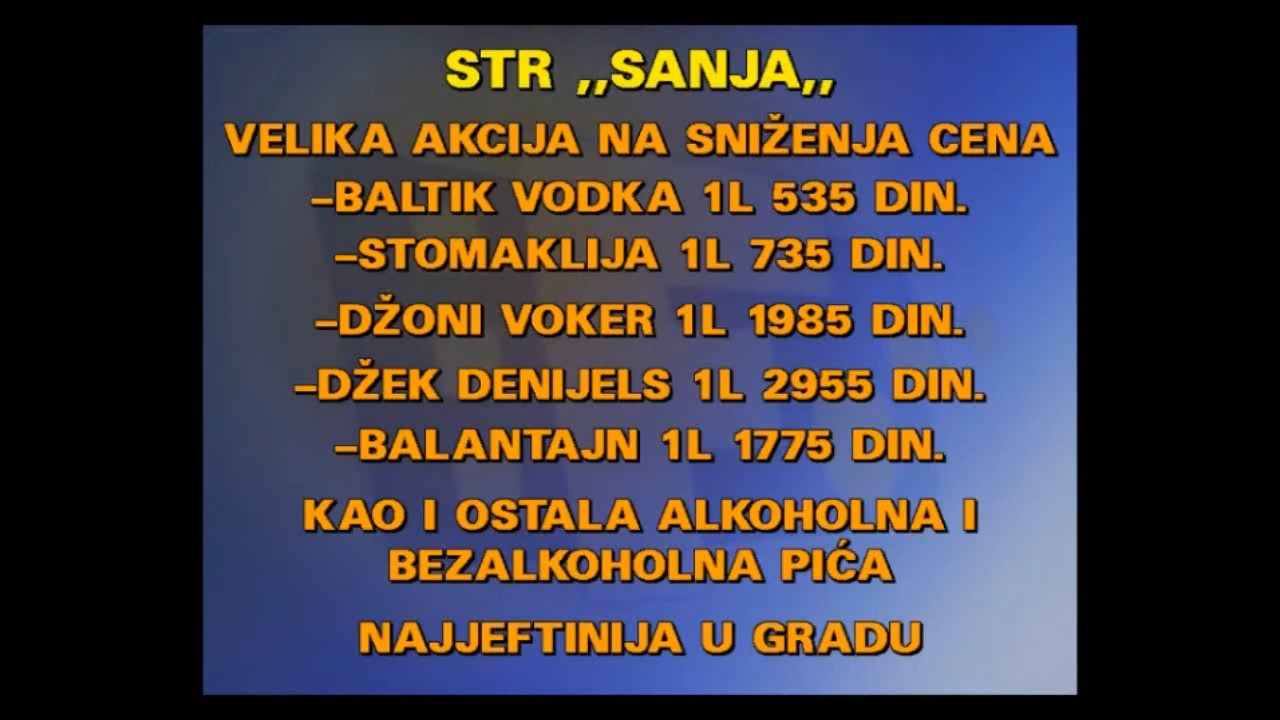 STR ,,SANJA,,
VELIKA AKCIJA NA SNIŽENJA CENA
–BALTIK VODKA 1L 535 DIN.
–STOMAKLIJA 1L 735 DIN.
–DŽONI VOKER 1L 1985 DIN.
–DŽEK DENIJELS 1L 2955 DIN.
–BALANTAJN 1L 1775 DIN.
KAO I OSTALA ALKOHOLNA I
BEZALKOHOLNA PIĆA
NAJJEFTINIJA U GRADU